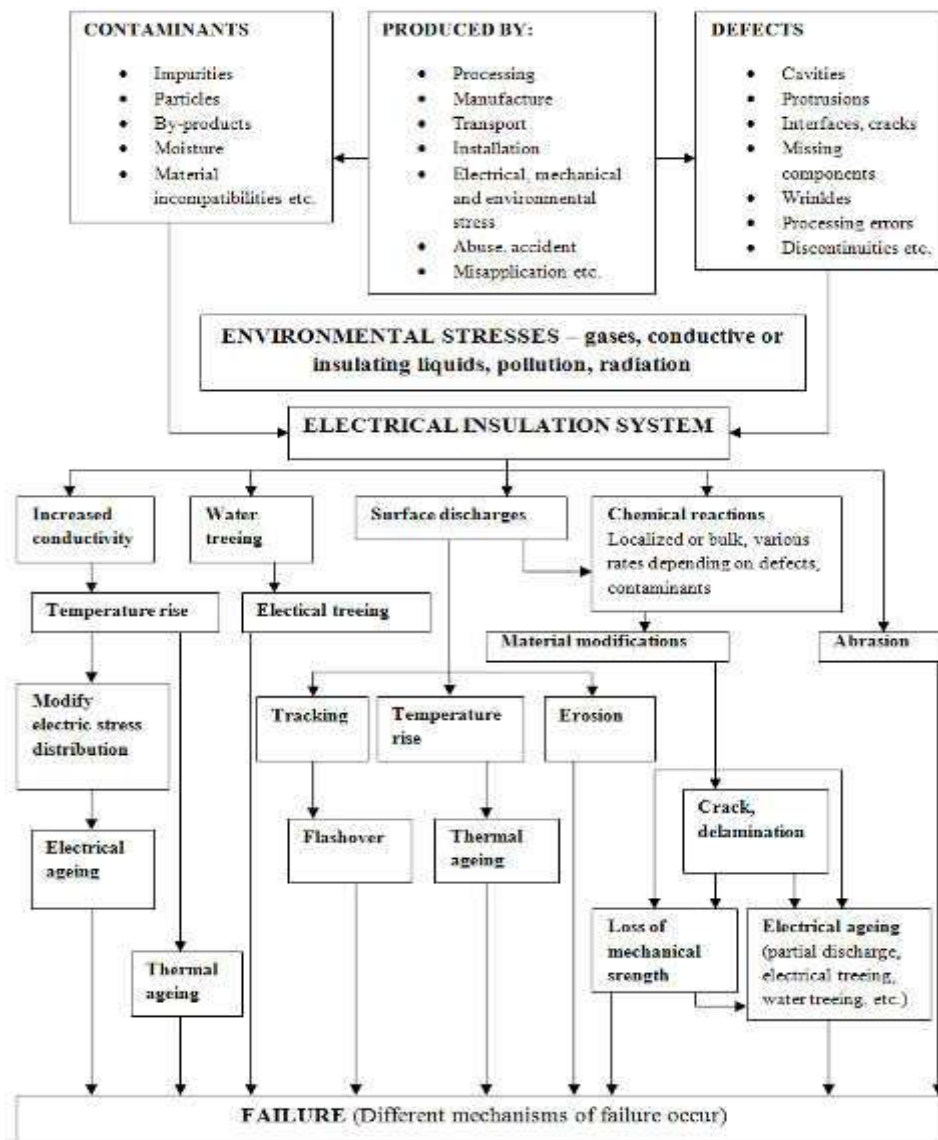 CONTAMINANTS
• Impurities
• Particles
• By-products
• Moisture
• Material
incompatibilities etc.
PRODUCED BY:
• Processing
• Manufacture
• Transport
• Installation
• Electrical, mechanical
and environmental
stress
• Abuse, accident
• Misapplication etc.
DEFECTS
• Cavities
• Protrusions
• Interfaces, cracks
• Missing
components
• Wrinkles
• Processing errors
• Discontinuities etc.
ENVIRONMENTAL STRESSES – gases, conductive or
insulating liquids, pollution, radiation
ELECTRICAL INSULATION SYSTEM
Increased
conductivity
Water
treeing
Surface discharges
Chemical reactions
Localized or bulk, various
rates depending on defects,
contaminants
Temperature rise
Electical treeing
Material modifications
Abrasion
Modify
electric stress
distribution
Tracking
Temperature
rise
Erosion
Crack,
delamination
Electrical
ageing
Flashover
Thermal
ageing
Loss of
mechanical
srength
Electrical ageing
(partial discharge,
electrical treeing,
water treeing, etc.)
Thermal
ageing
FAILURE (Different mechanisms of failure occur)